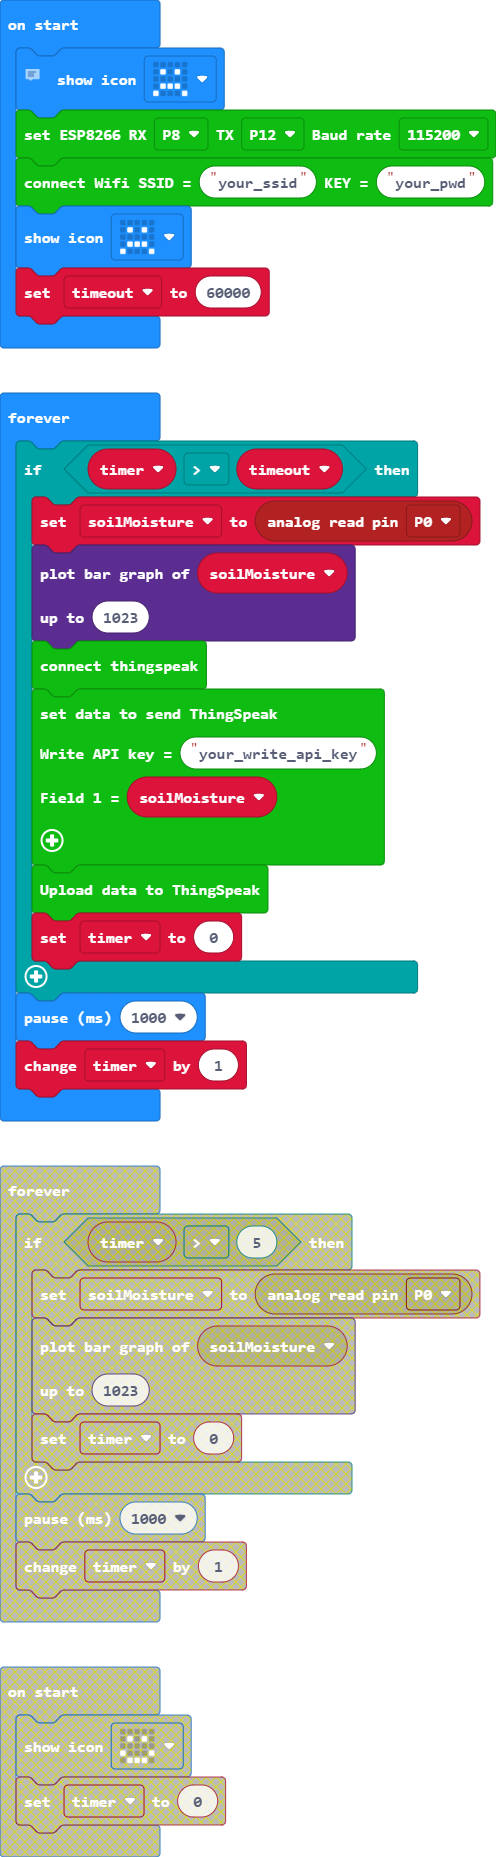 on start
show icon
set ESP8266 RX P8 TX P12 Baud rate 115200
connect Wifi SSID = "your_ssid" KEY = "your_pwd"
show icon
set timeout to 60000
forever
if timer > timeout then
set soilMoisture to analog read pin P0
plot bar graph of soilMoisture
up to 1023
connect thingspeak
set data to send ThingSpeak
Write API key = "your_write_api_key"
Field 1 = soilMoisture
Upload data to ThingSpeak
set timer to 0
pause (ms) 1000
change timer by 1
forever
if timer > 5 then
set soilMoisture to analog read pin P0
plot bar graph of soilMoisture
up to 1023
set timer to 0
pause (ms) 1000
change timer by 1
on start
show icon
set timer to 0